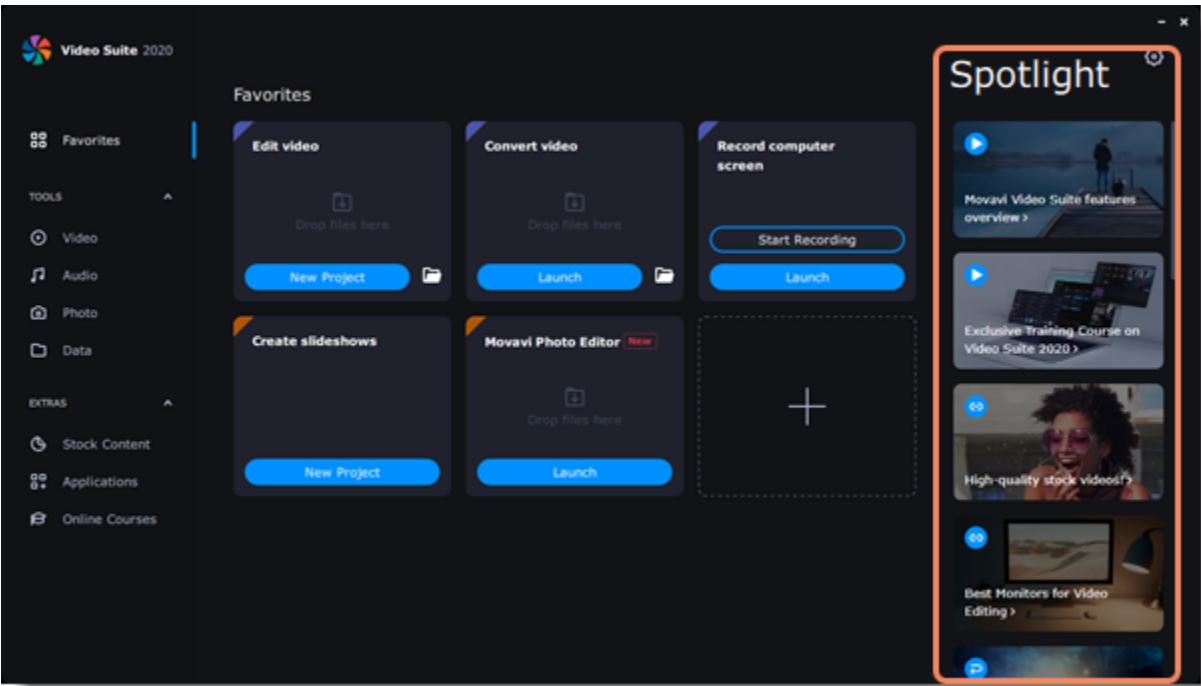 Video Suite 2020
Favorites
TOOLS
Video
Audio
Photo
Data
EXTRAS
Stock Content
Applications
Online Courses
Favorites
Edit video
Drop files here
New Project
Convert video
Drop files here
Launch
Record computer
screen
Start Recording
Launch
Create slideshows
New Project
Movavi Photo Editor New
Drop files here
Launch
Spotlight
Movavi Video Suite features
overview >
Exclusive Training Course on
Video Suite 2020 >
High-quality stock videos! >
Best Monitors for Video
Editing >